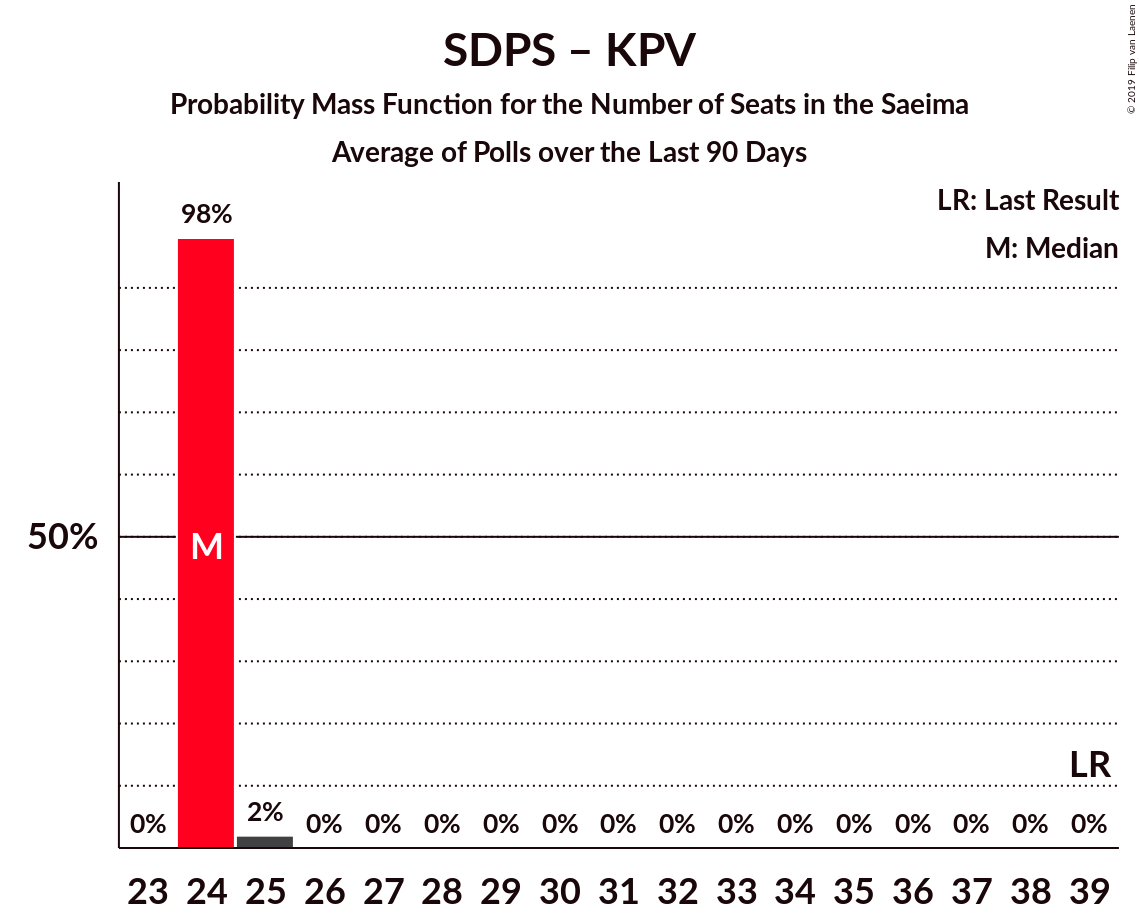 SDPS – KPV
Probability Mass Function for the Number of Seats in the Saeima
Average of Polls over the Last 90 Days
© 2019 Filip van Laenen
LR: Last Result
M: Median
98%
50%
M
LR
0% 2% 0% 0% 0% 0% 0% 0% 0% 0% 0% 0% 0% 0% 0% 0%
23 24 25 26 27 28 29 30 31 32 33 34 35 36 37 38 39